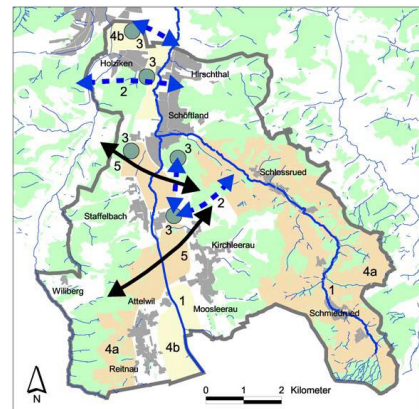 4b
3
Holziken
3
Hirschthal
2
Schöftland
3
3
5
Schlossrued
2
Staffelbach
3
Kirchleerau
5
4a
Wiliberg
1
1
Attelwil
Moosleerau
Schmiedrued
4a
4b
Reitnau
N
0 1 2 Kilometer